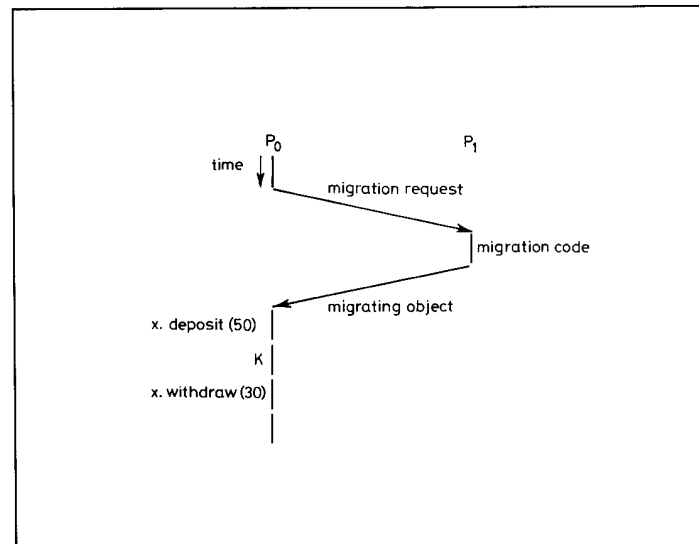 P0 P1
time
migration request
migration code
migrating object
x. deposit (50)
K
x. withdraw (30)